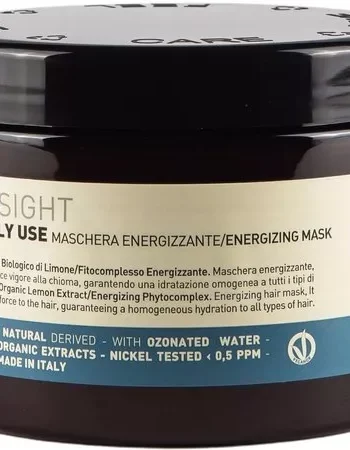 CARE
SIGHT
LY USE MASCHERA ENERGIZZANTE/ENERGIZING MASK
Biologico di Limone/Fitocomplesso Energizzante. Maschera energizzante,
ce vigore alla chioma, garantendo una idratazione omogenea a tutti i tipi di
Organic Lemon Extract/Energizing Phytocomplex. Energizing hair mask, It
force to the hair, guaranteeing a homogeneous hydration to all types of hair.
NATURAL DERIVED - WITH OZONATED WATER -
ORGANIC EXTRACTS - NICKEL TESTED < 0,5 PPM -
MADE IN ITALY